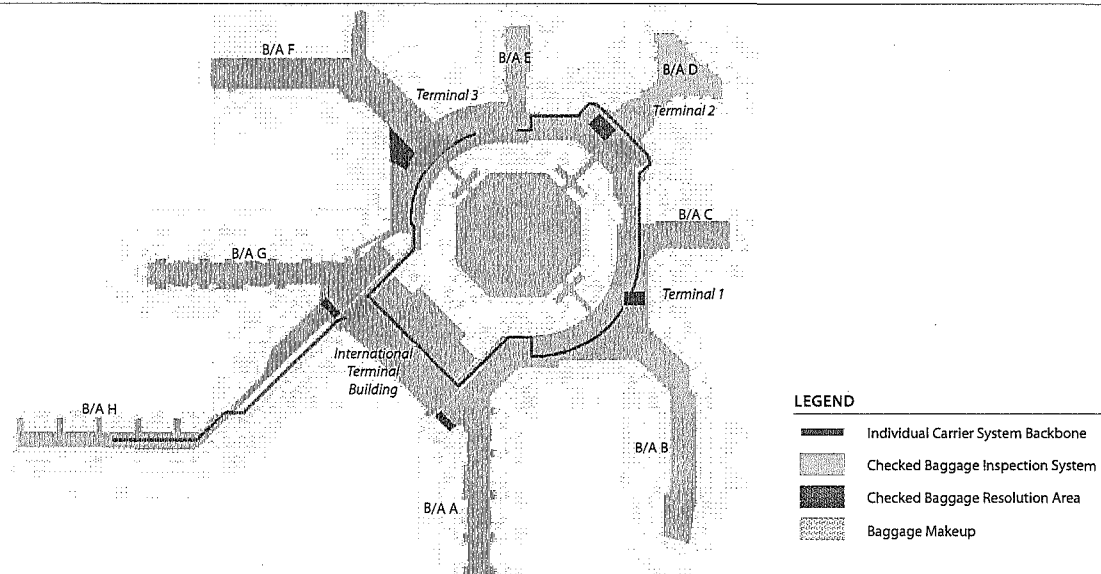 B/A F
B/A E
B/A D
Terminal 3
Terminal 2
B/A C
B/A G
Terminal 1
International
Terminal
Building
B/A H
B/A B
B/A A
LEGEND
Individual Carrier System Backbone
Checked Baggage Inspection System
Checked Baggage Resolution Area
Baggage Makeup